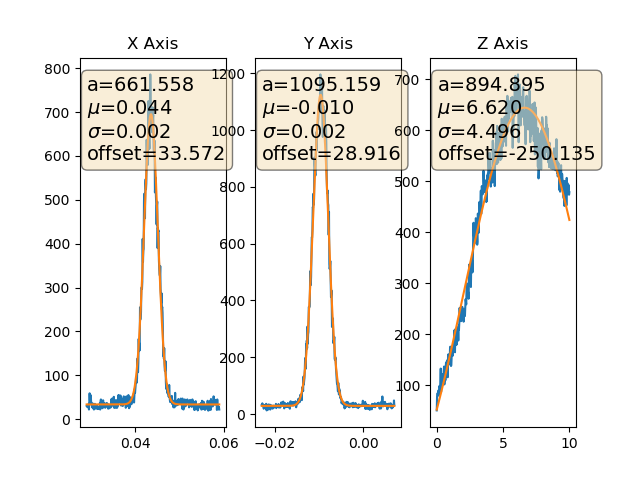 X Axis
Y Axis
Z Axis
a=661.558
μ=0.044
σ=0.002
offset=33.572
a=1095.159
μ=-0.010
σ=0.002
offset=28.916
a=894.895
μ=6.620
σ=4.496
offset=-250.135
800
700
600
500
400
300
200
100
0
0.04
0.06
1200
1000
800
600
400
200
0
−0.02
0.00
700
600
500
400
300
200
100
0
5
10